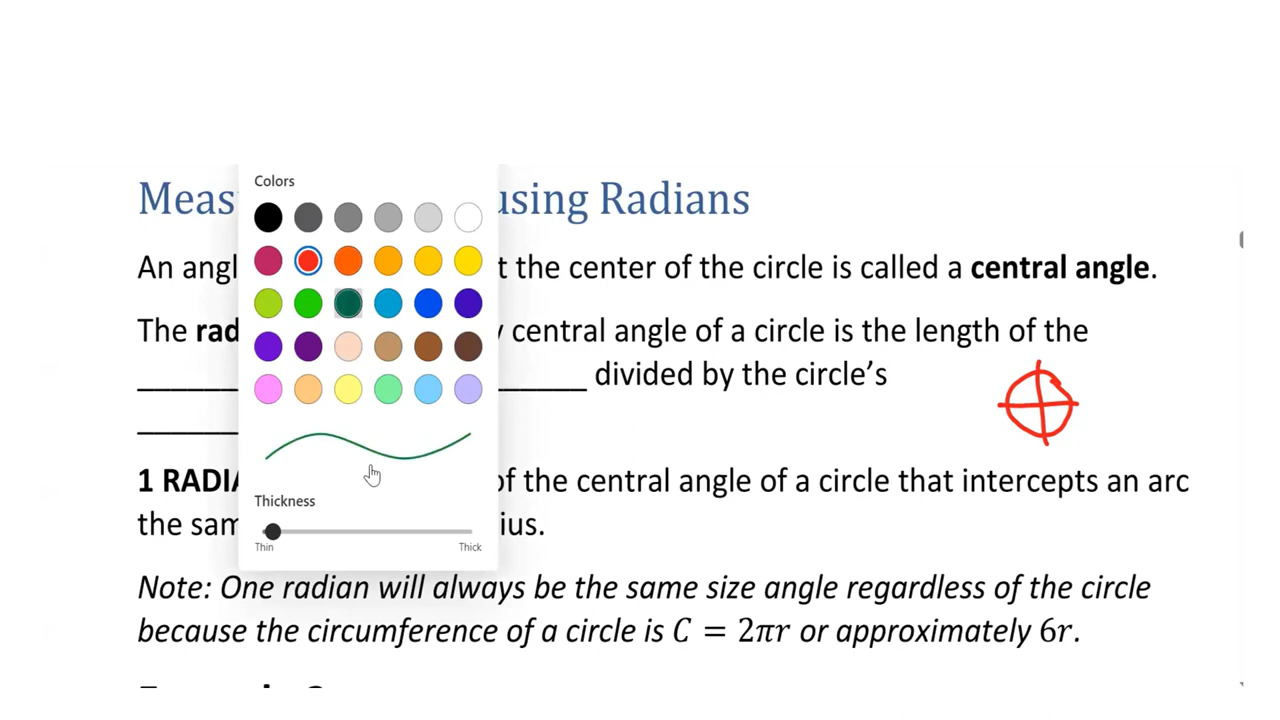 Colors
Meas using Radians
An angl t the center of the circle is called a central angle.
The rad central angle of a circle is the length of the
____________ divided by the circle's
______
1 RADIA of the central angle of a circle that intercepts an arc
the sam ius.
Thickness
Thin Thick
Note: One radian will always be the same size angle regardless of the circle
because the circumference of a circle is C = 2πr or approximately 6r.